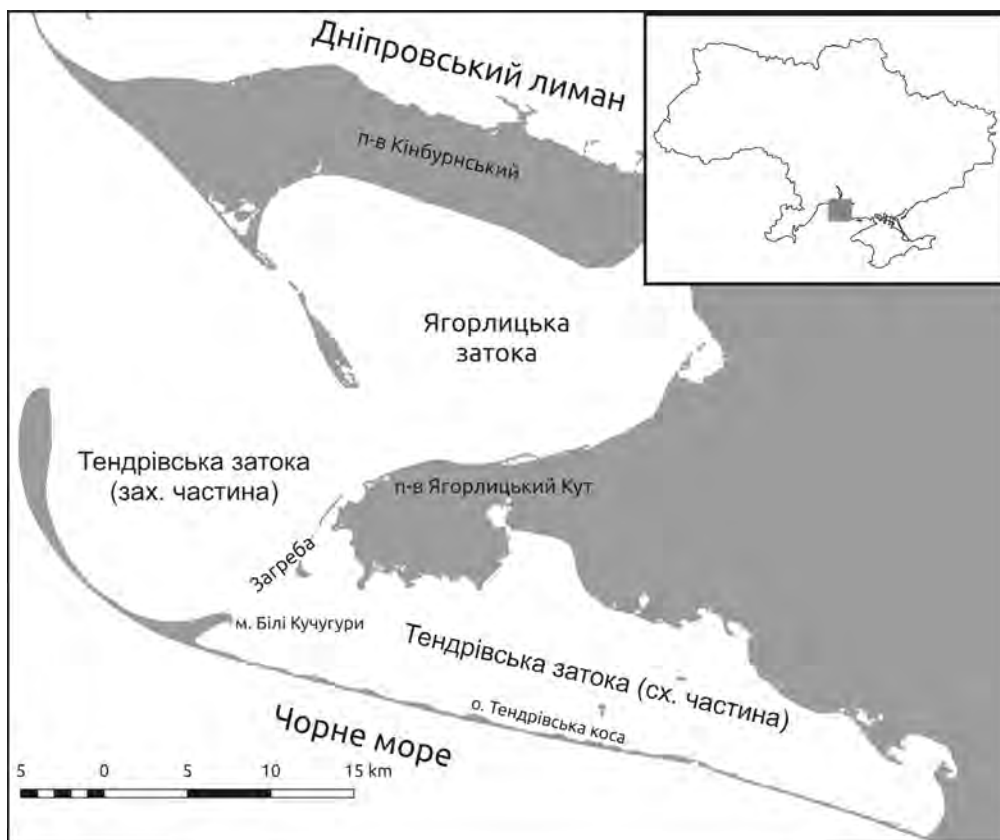 Дніпровський лиман
п-в Кінбурнський
Ягорлицька
затока
Тендрівська затока
(зах. частина)
п-в Ягорлицький Кут
Загреба
м. Білі Кучугури
Тендрівська затока (сх. частина)
о. Тендрівська коса
Чорне море
5 0 5 10 15 km